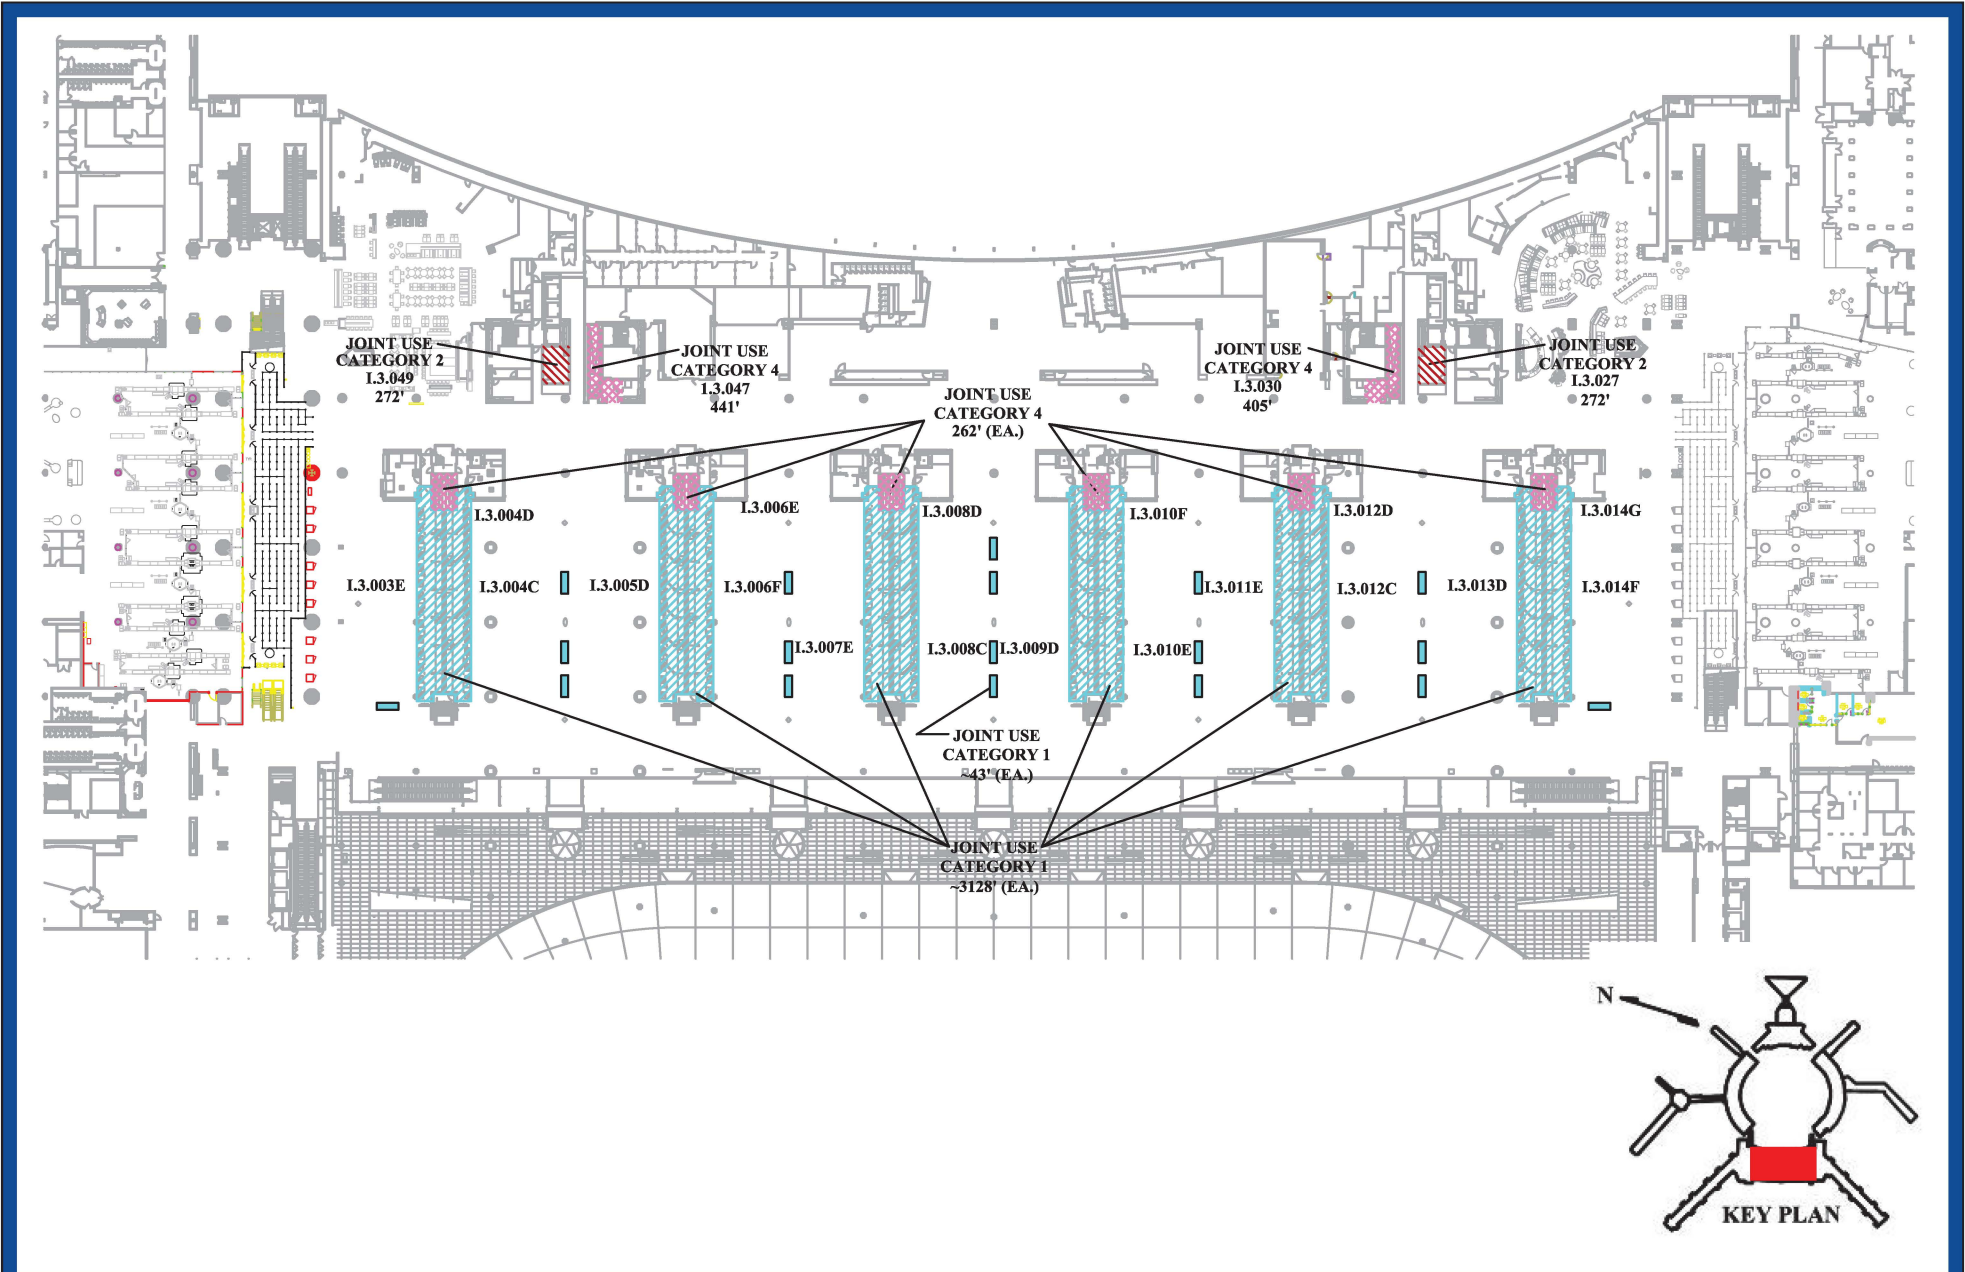 JOINT USE
CATEGORY 2
I.3.049
272'
JOINT USE
CATEGORY 4
1.3.047
441'
JOINT USE
CATEGORY 4
I.3.030
405'
JOINT USE
CATEGORY 2
I.3.027
272'
JOINT USE
CATEGORY 4
262' (EA.)
I.3.004D
I.3.006E
I.3.008D
I.3.010F
I.3.012D
I.3.014G
I.3.003E
I.3.004C
I.3.005D
I.3.006F
I.3.011E
I.3.012C
I.3.013D
I.3.014F
I.3.007E
I.3.008C
I.3.009D
I.3.010E
JOINT USE
CATEGORY 1
~43' (EA.)
JOINT USE
CATEGORY 1
~3128' (EA.)
N
KEY PLAN